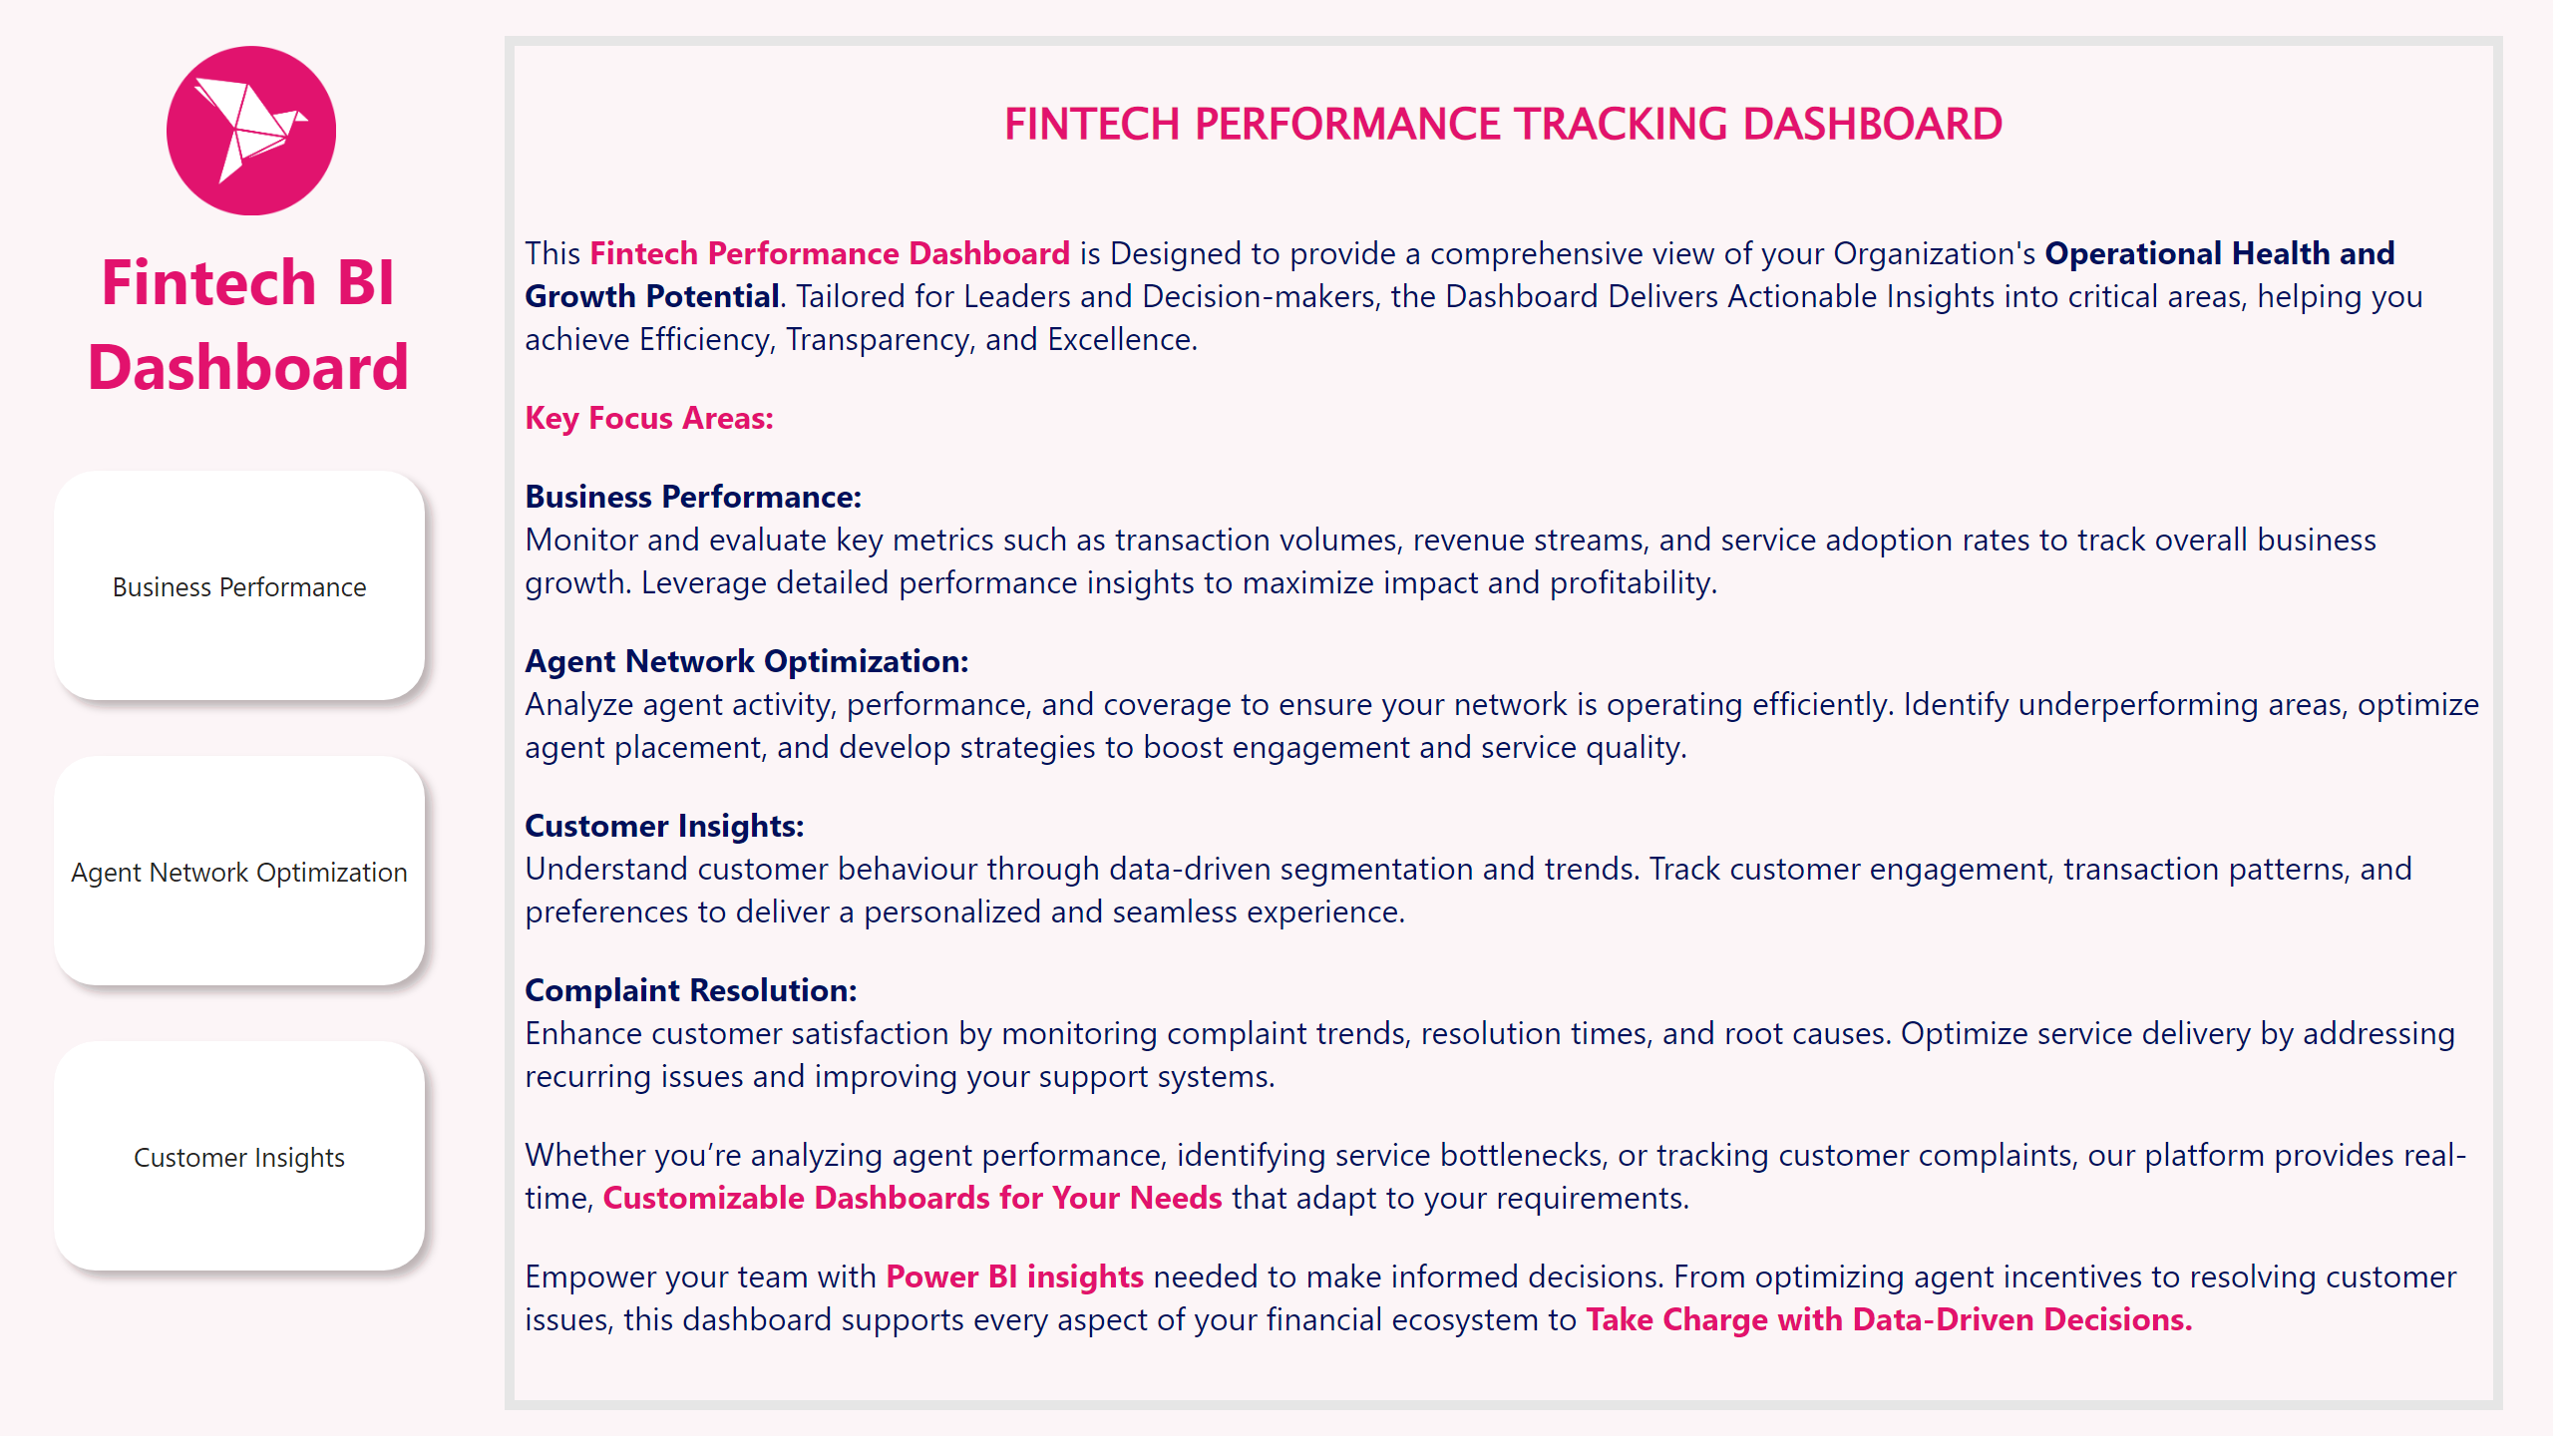 Fintech BI
Dashboard
Business Performance
Agent Network Optimization
Customer Insights
FINTECH PERFORMANCE TRACKING DASHBOARD
This Fintech Performance Dashboard is Designed to provide a comprehensive view of your Organization's Operational Health and
Growth Potential. Tailored for Leaders and Decision-makers, the Dashboard Delivers Actionable Insights into critical areas, helping you
achieve Efficiency, Transparency, and Excellence.
Key Focus Areas:
Business Performance:
Monitor and evaluate key metrics such as transaction volumes, revenue streams, and service adoption rates to track overall business
growth. Leverage detailed performance insights to maximize impact and profitability.
Agent Network Optimization:
Analyze agent activity, performance, and coverage to ensure your network is operating efficiently. Identify underperforming areas, optimize
agent placement, and develop strategies to boost engagement and service quality.
Customer Insights:
Understand customer behaviour through data-driven segmentation and trends. Track customer engagement, transaction patterns, and
preferences to deliver a personalized and seamless experience.
Complaint Resolution:
Enhance customer satisfaction by monitoring complaint trends, resolution times, and root causes. Optimize service delivery by addressing
recurring issues and improving your support systems.
Whether you’re analyzing agent performance, identifying service bottlenecks, or tracking customer complaints, our platform provides real-
time, Customizable Dashboards for Your Needs that adapt to your requirements.
Empower your team with Power BI insights needed to make informed decisions. From optimizing agent incentives to resolving customer
issues, this dashboard supports every aspect of your financial ecosystem to Take Charge with Data-Driven Decisions.